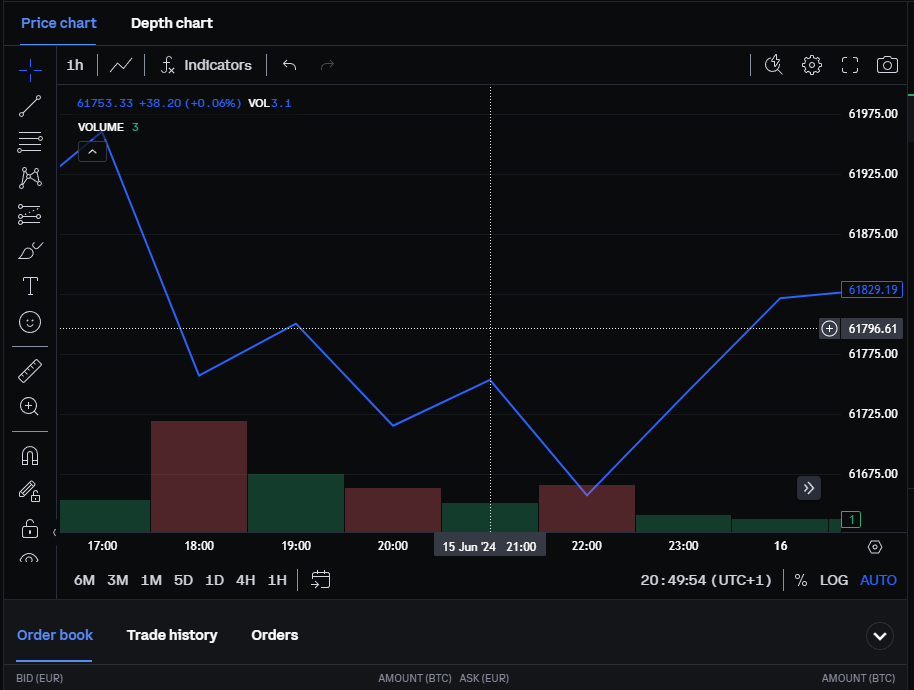 Price chart Depth chart
1h Indicators
61753.33 +38.20 (+0.06%) VOL3.1
VOLUME 3
61975.00
61925.00
61875.00
61829.19
61796.61
61775.00
61725.00
61675.00
1
17:00 18:00 19:00 20:00 15 Jun '24 21:00 22:00 23:00 16
6M 3M 1M 5D 1D 4H 1H 20:49:54 (UTC+1) % LOG AUTO
Order book Trade history Orders
BID (EUR) AMOUNT (BTC) ASK (EUR) AMOUNT (BTC)